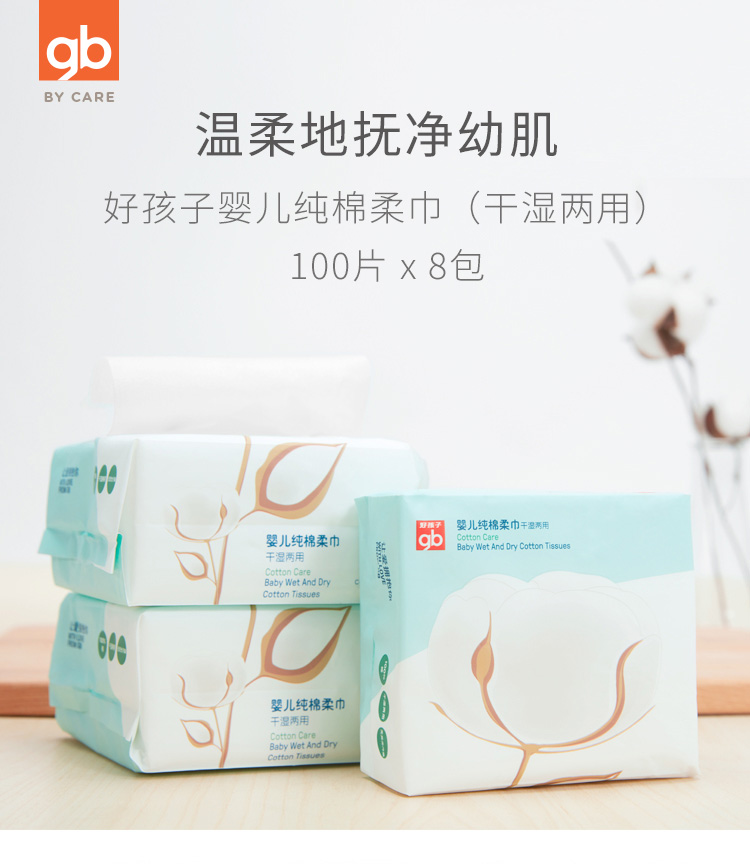 gb
BY CARE
温柔地抚净幼肌
好孩子婴儿纯棉柔巾（干湿两用）
100片 x 8包
婴儿纯棉柔巾
干湿两用
Cotton Care
Baby Wet And Dry
Cotton Tissues
好孩子
gb
婴儿纯棉柔巾干湿两用
Cotton Care
Baby Wet And Dry Cotton Tissues
婴儿纯棉柔巾
干湿两用
Cotton Care
Baby Wet And Dry
Cotton Tissues